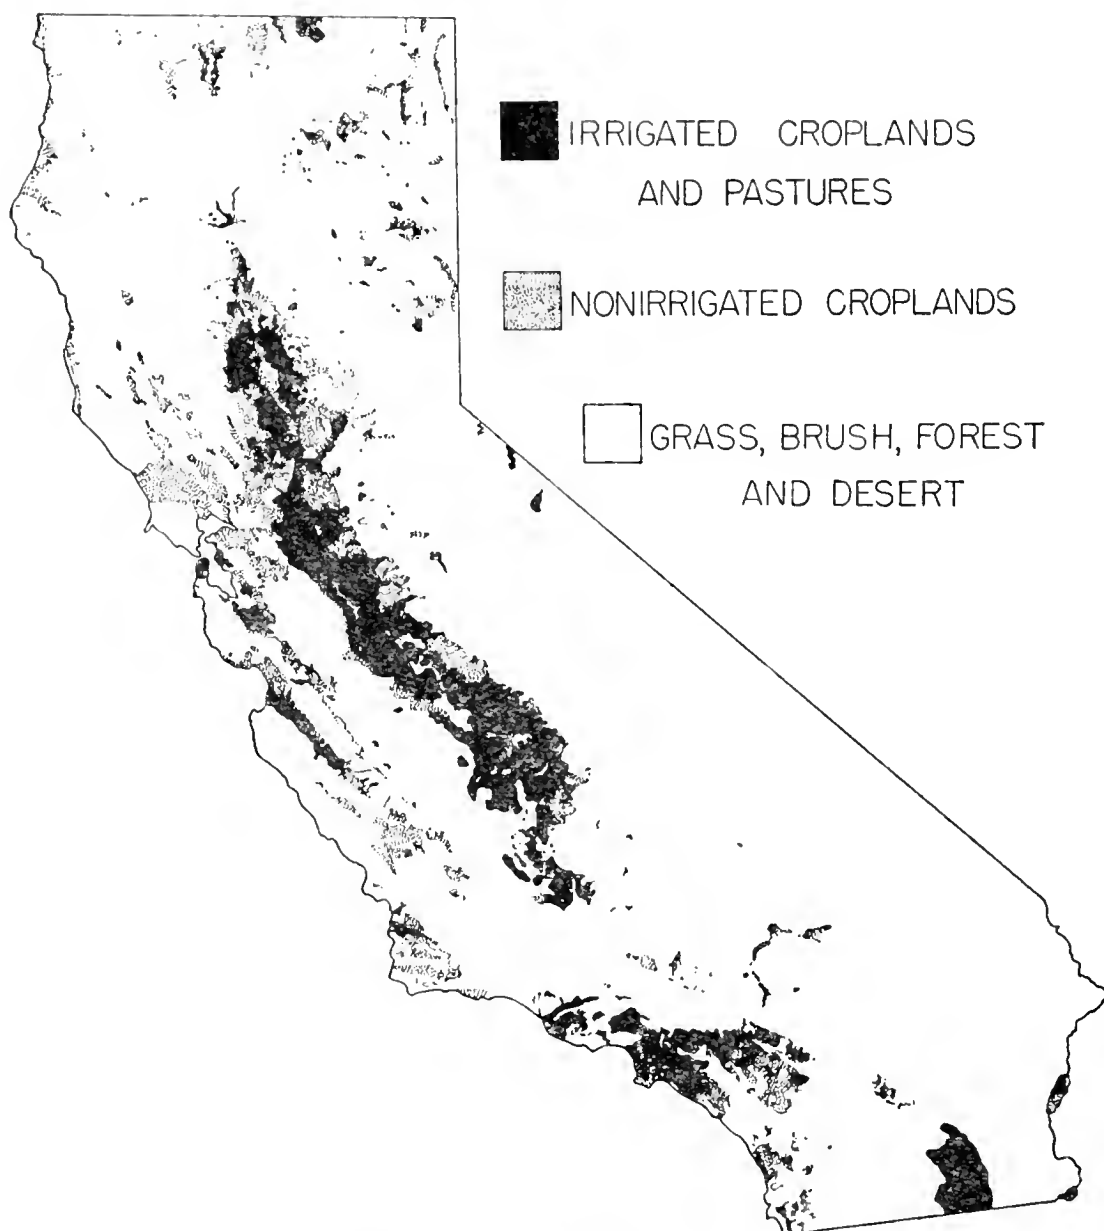 IRRIGATED CROPLANDS
AND PASTURES
NONIRRIGATED CROPLANDS
GRASS, BRUSH, FOREST
AND DESERT